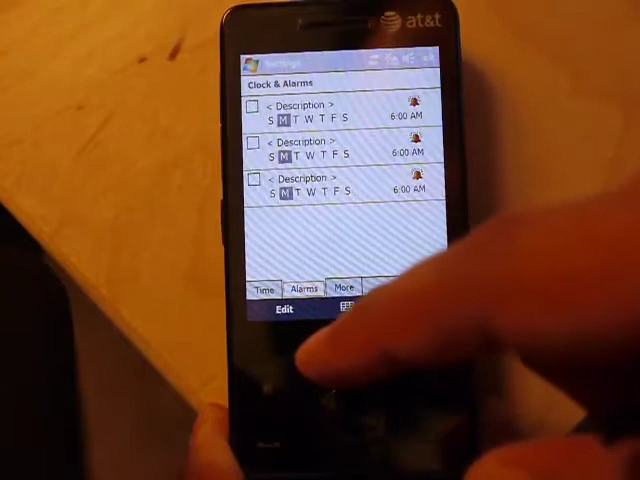 at&t
Settings
Clock & Alarms
< Description >
S M T W T F S 6:00 AM
< Description >
S M T W T F S 6:00 AM
< Description >
S M T W T F S 6:00 AM
Time Alarms More
Edit